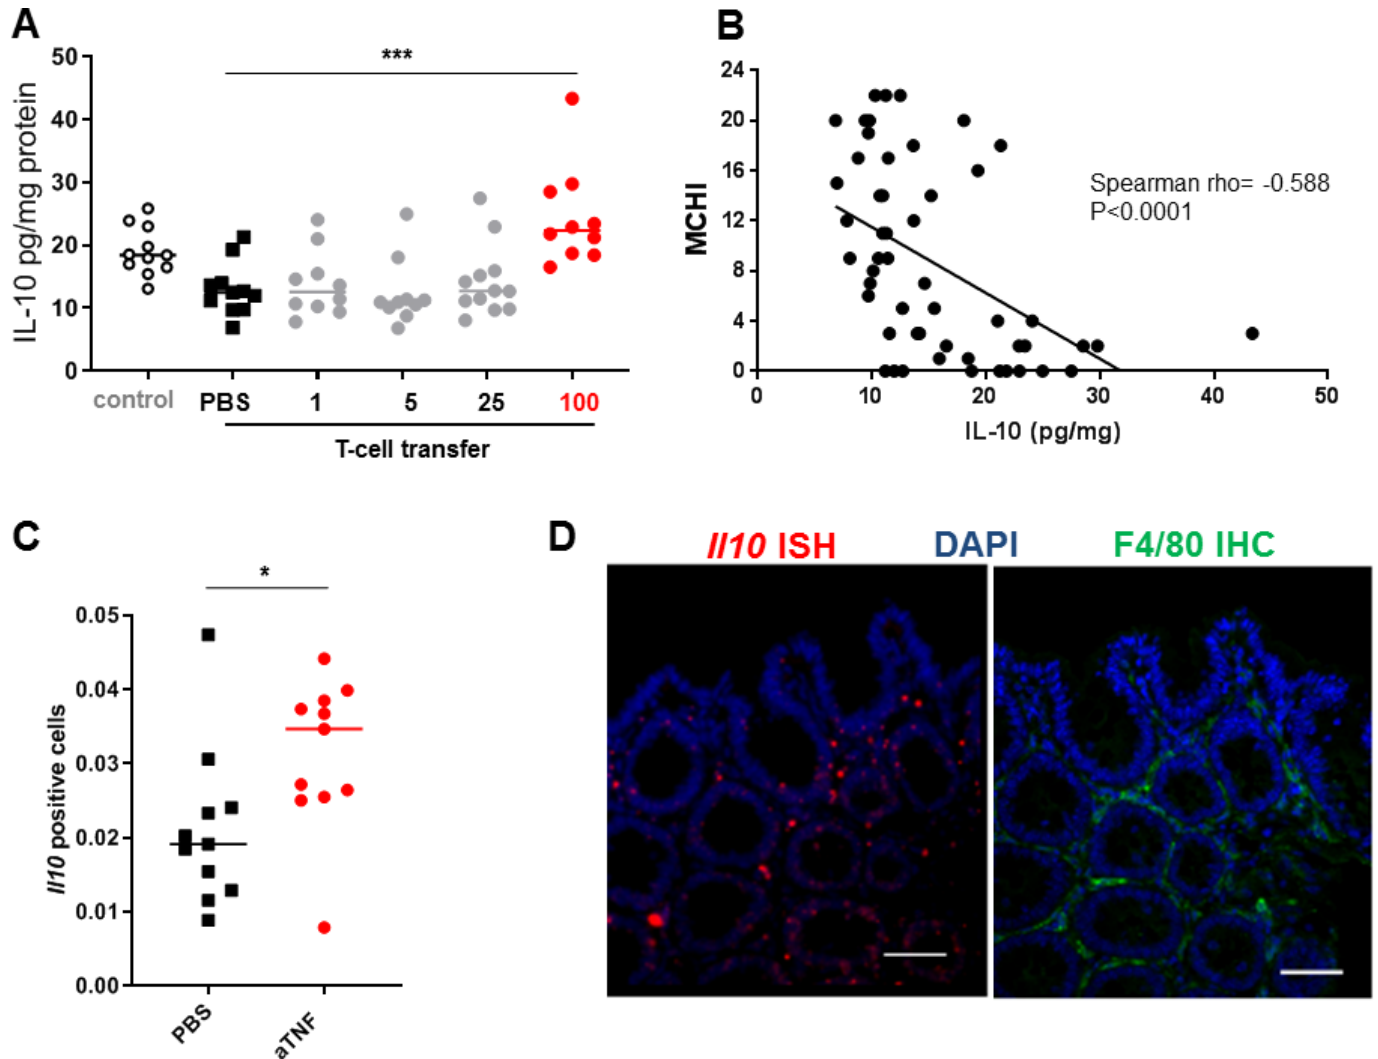 A
IL-10 pg/mg protein
50
40
30
20
10
0
***
control
PBS
1
5
25
100
T-cell transfer
B
MCHI
24
20
16
12
8
4
0
Spearman rho= -0.588
P<0.0001
0
10
20
30
40
50
IL-10 (pg/mg)
C
Il10 positive cells
0.05
0.04
0.03
0.02
0.01
0.00
*
PBS
aTNF
D
Il10 ISH
DAPI
F4/80 IHC